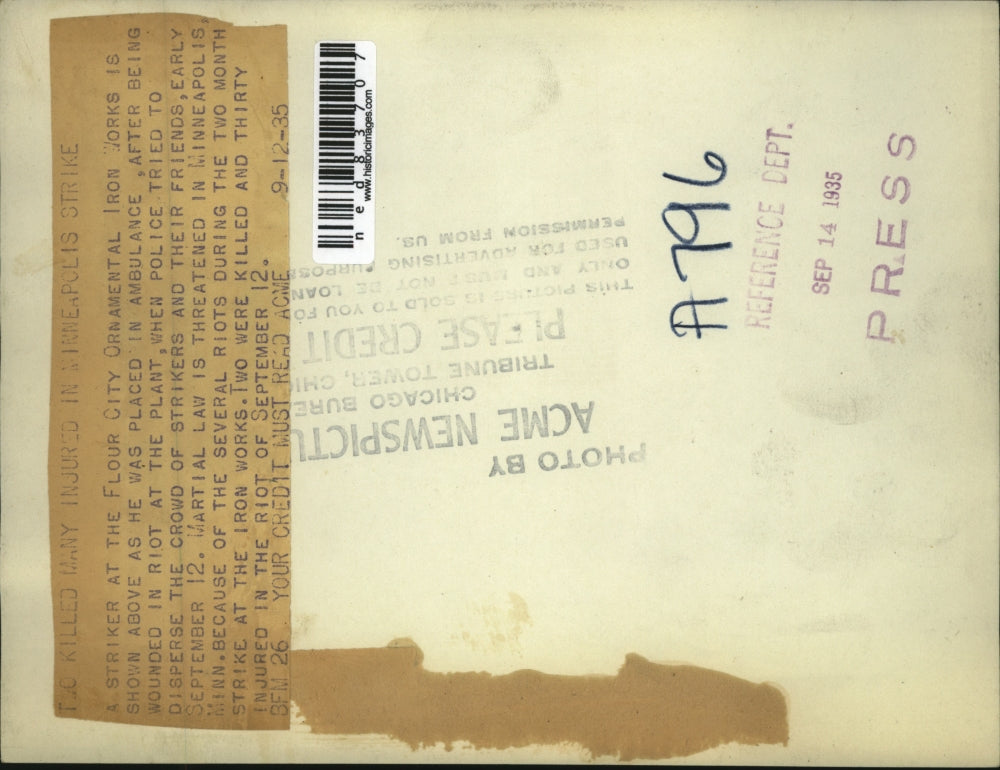 TWO KILLED MANY INJURED IN MINNEAPOLIS STRIKE
A STRIKER AT THE FLOUR CITY ORNAMENTAL IRON WORKS IS
SHOWN ABOVE AS HE WAS PLACED IN AMBULANCE ,AFTER BEING
WOUNDED IN RIOT AT THE PLANT,WHEN POLICE TRIED TO
DISPERSE THE CROWD OF STRIKERS AND THEIR FRIENDS,EARLY
SEPTEMBER 12. MARTIAL LAW IS THREATENED IN MINNEAPOLIS,
MINN.BECAUSE OF THE SEVERAL RIOTS DURING THE TWO MONTH
STRIKE AT THE IRON WORKS.TWO WERE KILLED AND THIRTY
INJURED IN THE RIOT OF SEPTEMBER 12.
BEM 26 YOUR CREDIT MUST READ ACME 9-12-35
ned83707
www.historicimages.com
PHOTO BY
ACME NEWSPICTU
CHICAGO BURE
TRIBUNE TOWER, CHIC
PLEASE CREDIT
THIS PICTURE IS SOLD TO YOU FO
ONLY AND MUST NOT BE LOAN
USED FOR ADVERTISING PURPOSE
PERMISSION FROM US.
A796
REFERENCE DEPT.
SEP 14 1935
PRESS